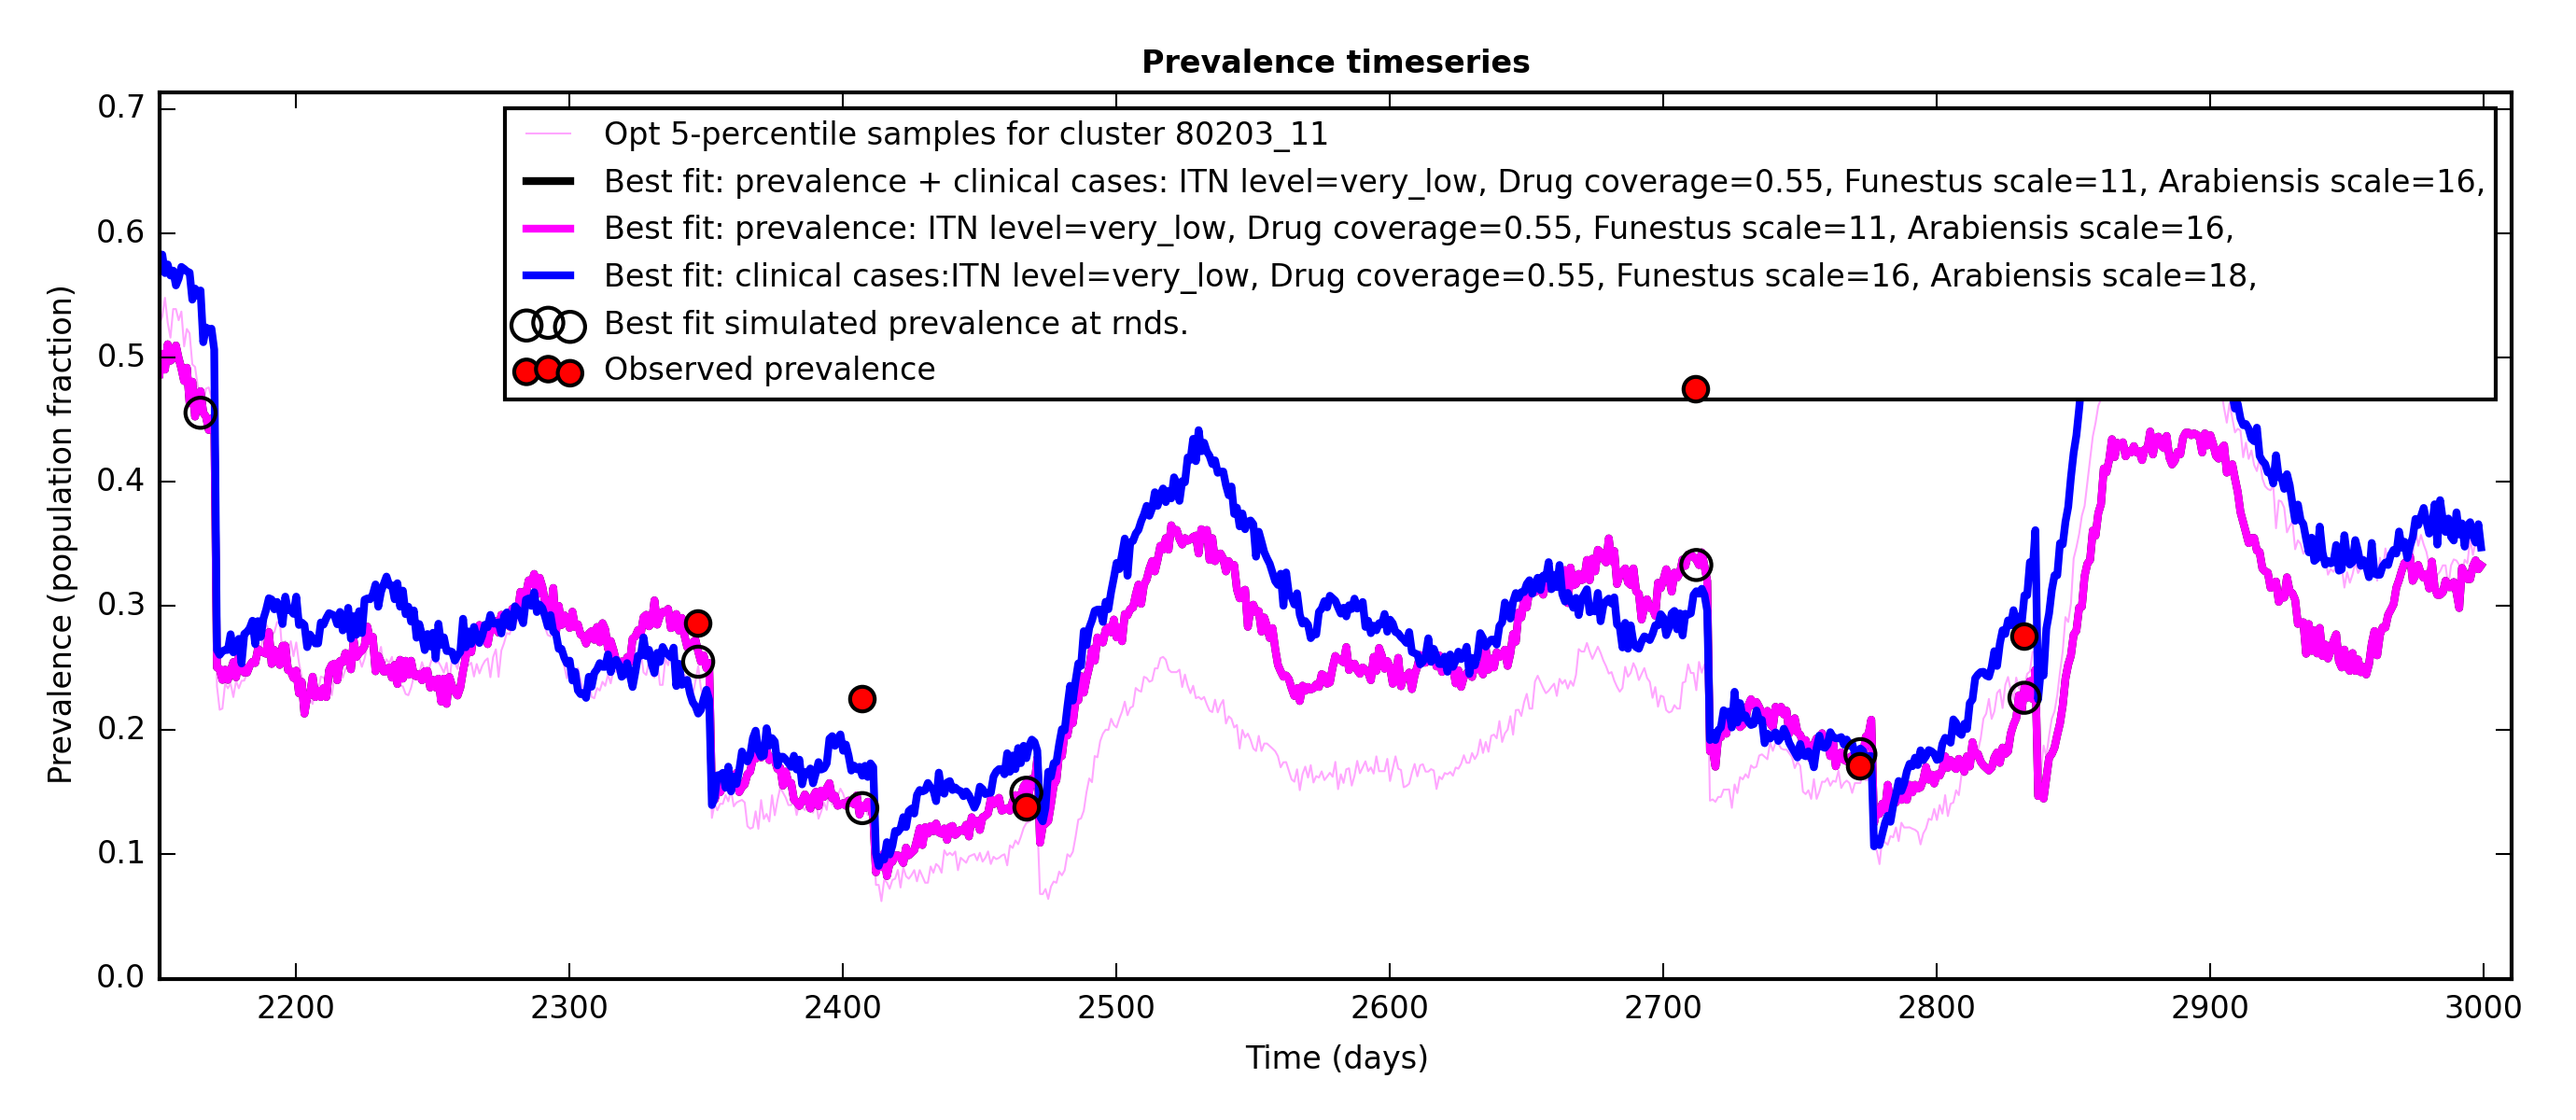 Prevalence timeseries
0.7
0.6
0.5
0.4
0.3
0.2
0.1
0.0
Prevalence (population fraction)
Opt 5-percentile samples for cluster 80203_11
Best fit: prevalence + clinical cases: ITN level=very_low, Drug coverage=0.55, Funestus scale=11, Arabiensis scale=16,
Best fit: prevalence: ITN level=very_low, Drug coverage=0.55, Funestus scale=11, Arabiensis scale=16,
Best fit: clinical cases:ITN level=very_low, Drug coverage=0.55, Funestus scale=16, Arabiensis scale=18,
Best fit simulated prevalence at rnds.
Observed prevalence
2200 2300 2400 2500 2600 2700 2800 2900 3000
Time (days)